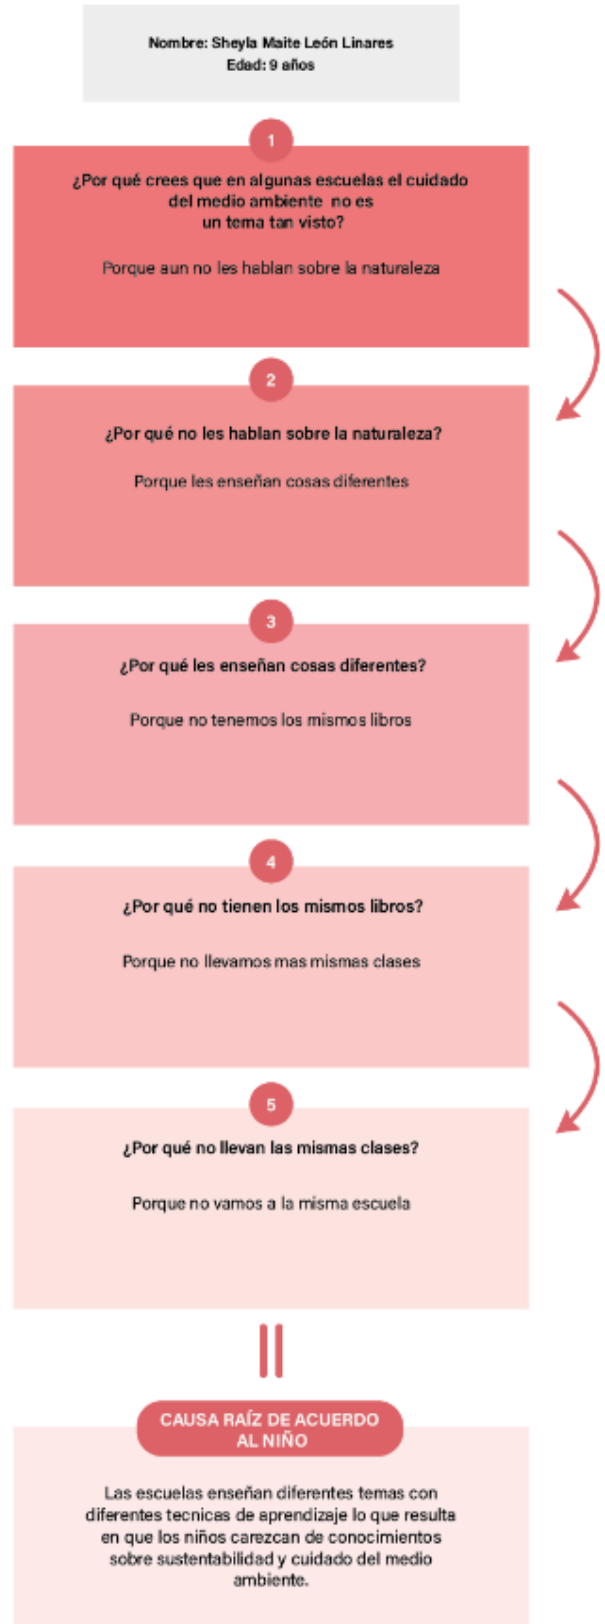 Nombre: Sheyla Maite León Linares
Edad: 9 años
1
¿Por qué crees que en algunas escuelas el cuidado
del medio ambiente no es
un tema tan visto?
Porque aun no les hablan sobre la naturaleza
2
¿Por qué no les hablan sobre la naturaleza?
Porque les enseñan cosas diferentes
3
¿Por qué les enseñan cosas diferentes?
Porque no tenemos los mismos libros
4
¿Por qué no tienen los mismos libros?
Porque no llevamos mas mismas clases
5
¿Por qué no llevan las mismas clases?
Porque no vamos a la misma escuela
CAUSA RAÍZ DE ACUERDO
AL NIÑO
Las escuelas enseñan diferentes temas con
diferentes tecnicas de aprendizaje lo que resulta
en que los niños carezcan de conocimientos
sobre sustentabilidad y cuidado del medio
ambiente.